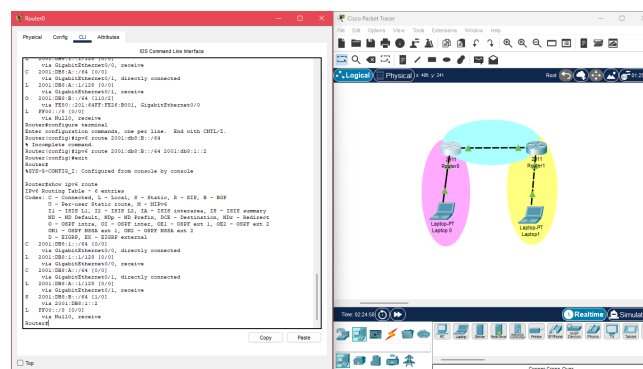 Router0
Physical Config CLI Attributes
IOS Command Line Interface
via GigabitEthernet0/0, receive
C 2001:DB8:A::/64 [0/0]
via GigabitEthernet0/1, directly connected
L 2001:DB8:A::1/128 [0/0]
via GigabitEthernet0/1, receive
O 2001:DB8:B::/64 [110/2]
via FE80::201:64FF:FE26:B001, GigabitEthernet0/0
L FF00::/8 [0/0]
via Null0, receive
Router#configure terminal
Enter configuration commands, one per line. End with CNTL/Z.
Router(config)#ipv6 route 2001:db8:B::/64
% Incomplete command.
Router(config)#ipv6 route 2001:db8:B::/64 2001:db8:1::2
Router(config)#exit
Router#
%SYS-5-CONFIG_I: Configured from console by console
Router#show ipv6 route
IPv6 Routing Table - 6 entries
Codes: C - Connected, L - Local, S - Static, R - RIP, B - BGP
U - Per-user Static route, M - MIPv6
I1 - ISIS L1, I2 - ISIS L2, IA - ISIS interarea, IS - ISIS summary
ND - ND Default, NDp - ND Prefix, DCE - Destination, NDr - Redirect
O - OSPF intra, OI - OSPF inter, OE1 - OSPF ext 1, OE2 - OSPF ext 2
ON1 - OSPF NSSA ext 1, ON2 - OSPF NSSA ext 2
D - EIGRP, EX - EIGRP external
C 2001:DB8:1::/64 [0/0]
via GigabitEthernet0/0, directly connected
L 2001:DB8:1::1/128 [0/0]
via GigabitEthernet0/0, receive
C 2001:DB8:A::/64 [0/0]
via GigabitEthernet0/1, directly connected
L 2001:DB8:A::1/128 [0/0]
via GigabitEthernet0/1, receive
S 2001:DB8:B::/64 [1/0]
via 2001:DB8:1::2
L FF00::/8 [0/0]
via Null0, receive
Router#
Copy Paste
Top
Cisco Packet Tracer
File Edit Options View Tools Extensions Window Help
Logical Physical x: 485, y: 241 Root
2911
Router0
2911
Router1
Laptop-PT
Laptop 0
Laptop-PT
Laptop1
Time: 02:24:58 Realtime